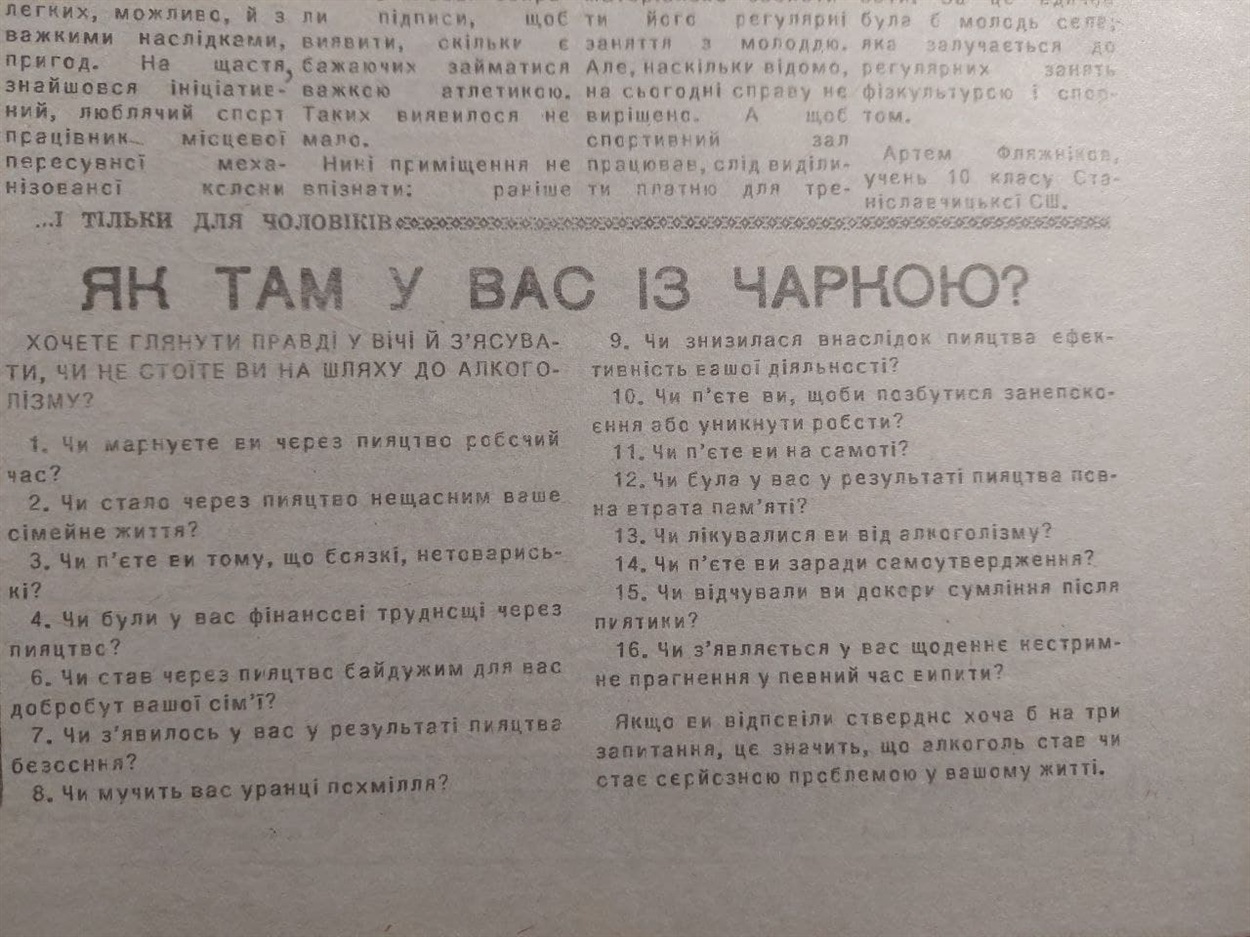 легких, можливо, й з
важкими наслідками,
пригод. На щастя,
знайшовся ініціатив-
ний, люблячий спорт
працівник місцевої
пересувної меха-
нізованої колони
ли підписи, щоб
виявити, скільки є
бажаючих займатися
важкою атлетикою.
Таких виявилося не
мало.
Нині приміщення не
впізнати: раніше
ти його регулярні
заняття з молоддю.
Але, наскільки відомо,
на сьогодні справу не
вирішено. А щоб
спортивний зал
працював, слід виділи-
ти платню для тре-
була б молодь села,
яка залучається до
регулярних занять
фізкультурою і спор-
том.
Артем Фляжніков,
учень 10 класу Ста-
ніславчицької СШ.
...І ТІЛЬКИ ДЛЯ ЧОЛОВІКІВ
ЯК ТАМ У ВАС ІЗ ЧАРКОЮ?
ХОЧЕТЕ ГЛЯНУТИ ПРАВДІ У ВІЧІ Й З'ЯСУВА-
ТИ, ЧИ НЕ СТОЇТЕ ВИ НА ШЛЯХУ ДО АЛКОГО-
ЛІЗМУ?
1. Чи марнуєте ви через пияцтво робочий
час?
2. Чи стало через пияцтво нещасним ваше
сімейне життя?
3. Чи п'єте ви тому, що боязкі, нетовариcь-
кі?
4. Чи були у вас фінансові труднощі через
пияцтво?
6. Чи став через пияцтво байдужим для вас
добробут вашої сім'ї?
7. Чи з'явилось у вас у результаті пияцтва
безсоння?
8. Чи мучить вас уранці похмілля?
9. Чи знизилася внаслідок пияцтва ефек-
тивність вашої діяльності?
10. Чи п'єте ви, щоби позбутися занепоко-
єння або уникнути роботи?
11. Чи п'єте ви на самоті?
12. Чи була у вас у результаті пияцтва пов-
на втрата пам'яті?
13. Чи лікувалися ви від алкоголізму?
14. Чи п'єте ви заради самоутвердження?
15. Чи відчували ви докори сумління після
пиятики?
16. Чи з'являється у вас щоденне нестрим-
не прагнення у певний час випити?
Якщо ви відповіли ствердно хоча б на три
запитання, це значить, що алкоголь став чи
стає серйозною проблемою у вашому житті.